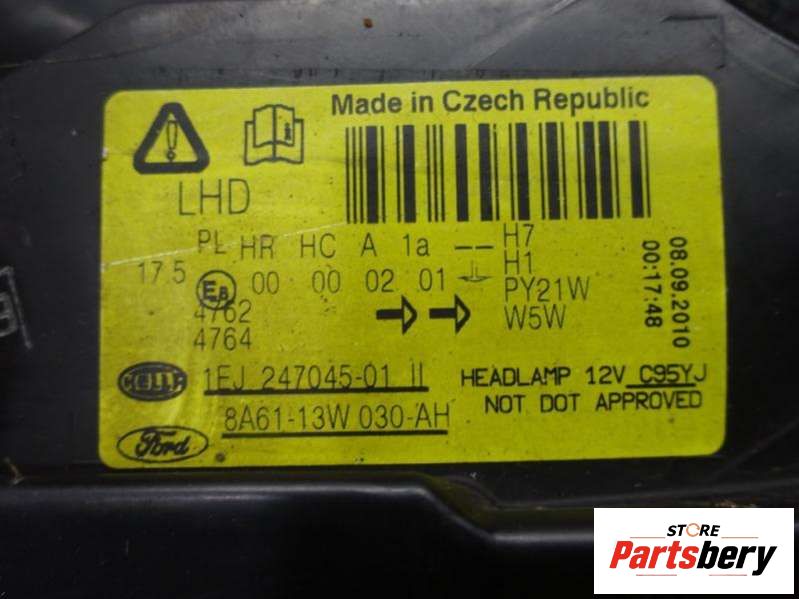 Made in Czech Republic
LHD
PL HR HC A 1a -- H7
17.5 E8 00 00 02 01 H1
4762 PY21W
4764 W5W
08.09.2010
00:17:48
HELLA 1EJ 247045-01 II HEADLAMP 12V C95YJ
NOT DOT APPROVED
Ford 8A61-13W 030-AH
STORE
Partsbery